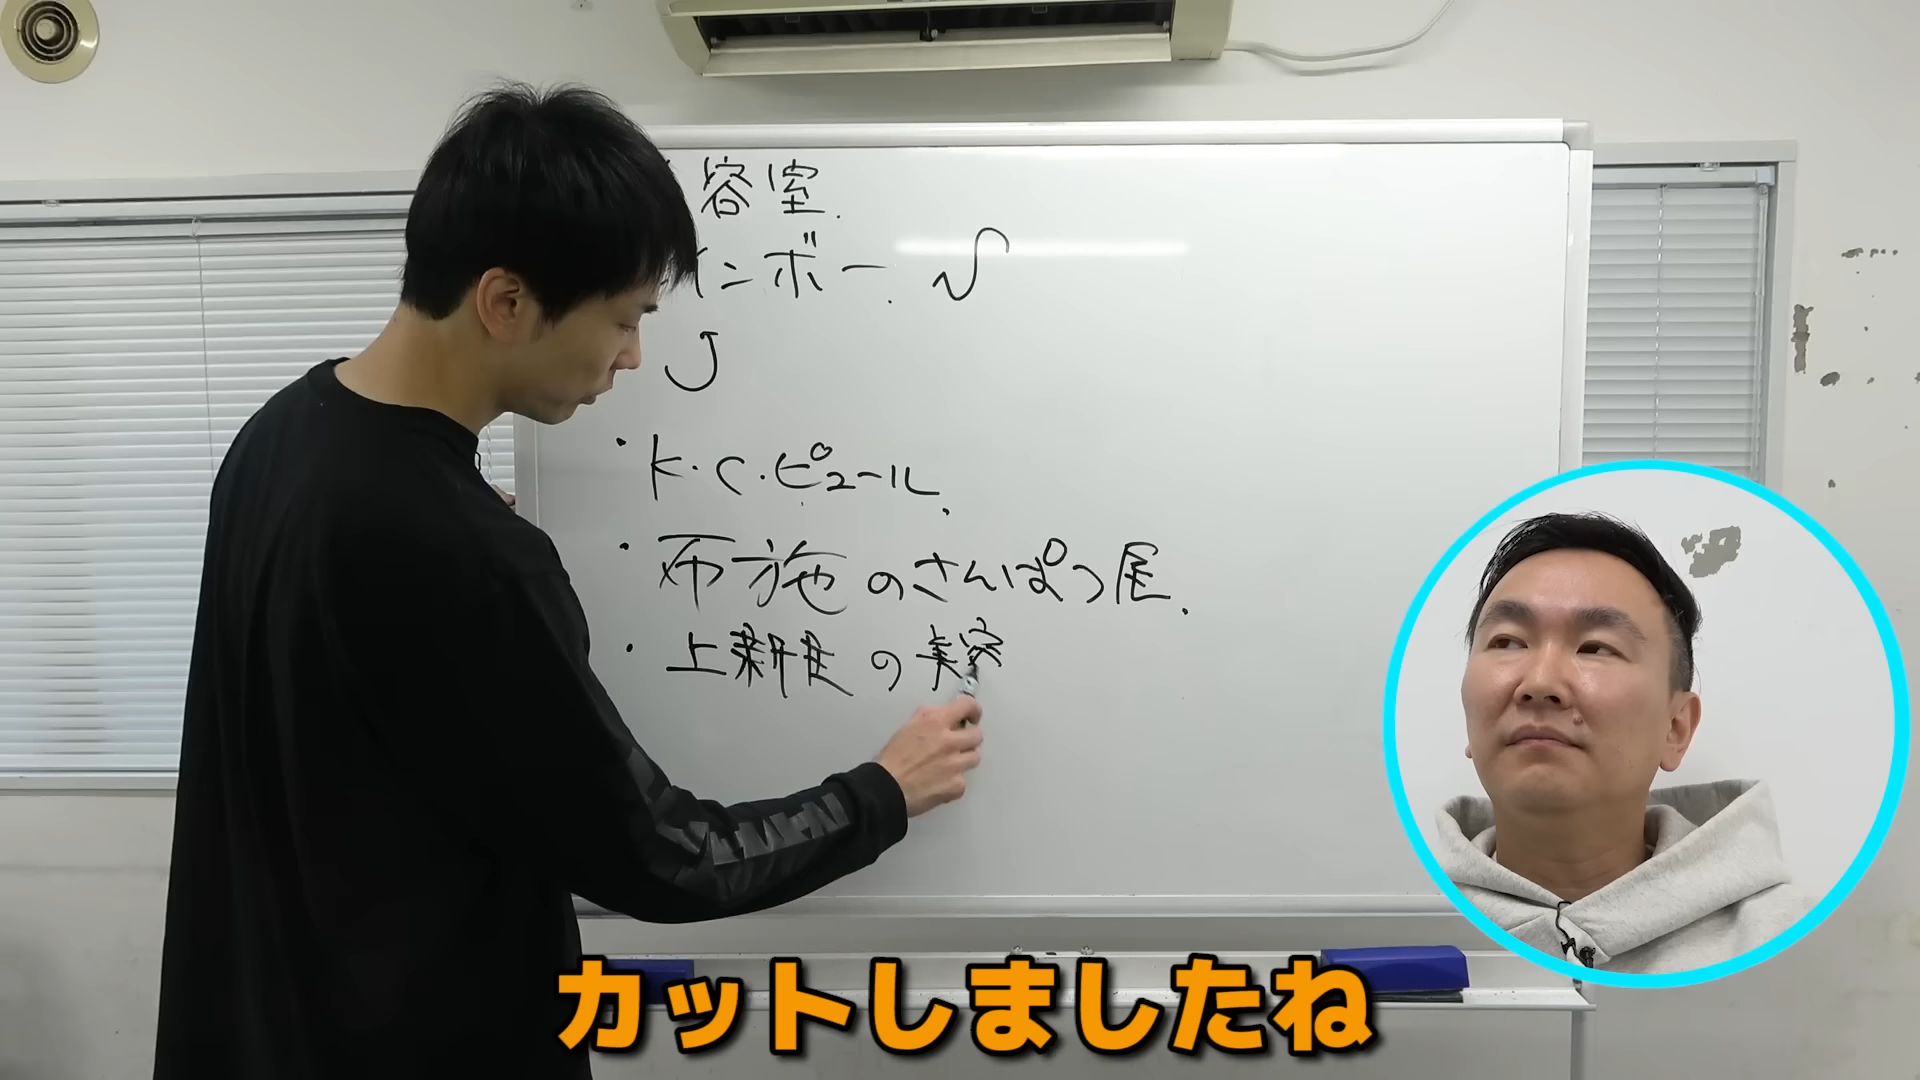 容室.
インボー.
J
・K.C.ピュール.
・布施のさんぱつ屋.
・上新庄の美容
カットしましたね